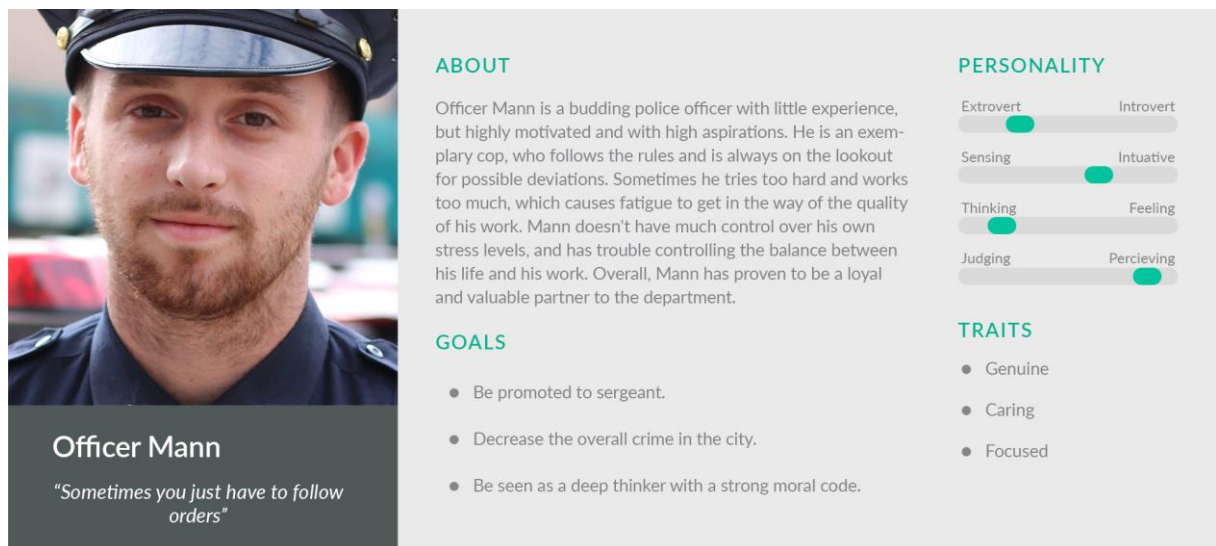 Officer Mann
“Sometimes you just have to follow
orders”
ABOUT
Officer Mann is a budding police officer with little experience,
but highly motivated and with high aspirations. He is an exem-
plary cop, who follows the rules and is always on the lookout
for possible deviations. Sometimes he tries too hard and works
too much, which causes fatigue to get in the way of the quality
of his work. Mann doesn't have much control over his own
stress levels, and has trouble controlling the balance between
his life and his work. Overall, Mann has proven to be a loyal
and valuable partner to the department.
GOALS
● Be promoted to sergeant.
● Decrease the overall crime in the city.
● Be seen as a deep thinker with a strong moral code.
PERSONALITY
Extrovert Introvert
Sensing Intuative
Thinking Feeling
Judging Percieving
TRAITS
● Genuine
● Caring
● Focused